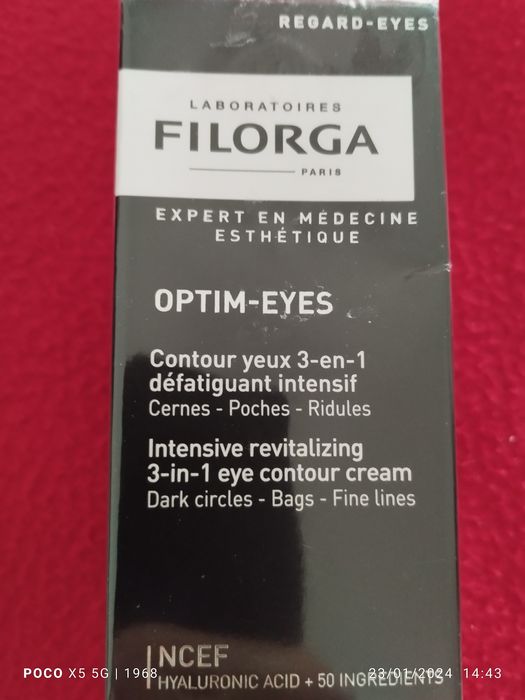 REGARD-EYES
LABORATOIRES
FILORGA
PARIS
EXPERT EN MÉDECINE
ESTHÉTIQUE
OPTIM-EYES
Contour yeux 3-en-1
défatiguant intensif
Cernes - Poches - Ridules
Intensive revitalizing
3-in-1 eye contour cream
Dark circles - Bags - Fine lines
NCEF
HYALURONIC ACID + 50 INGREDIENTS
POCO X5 5G | 1968
23/01/2024 14:43